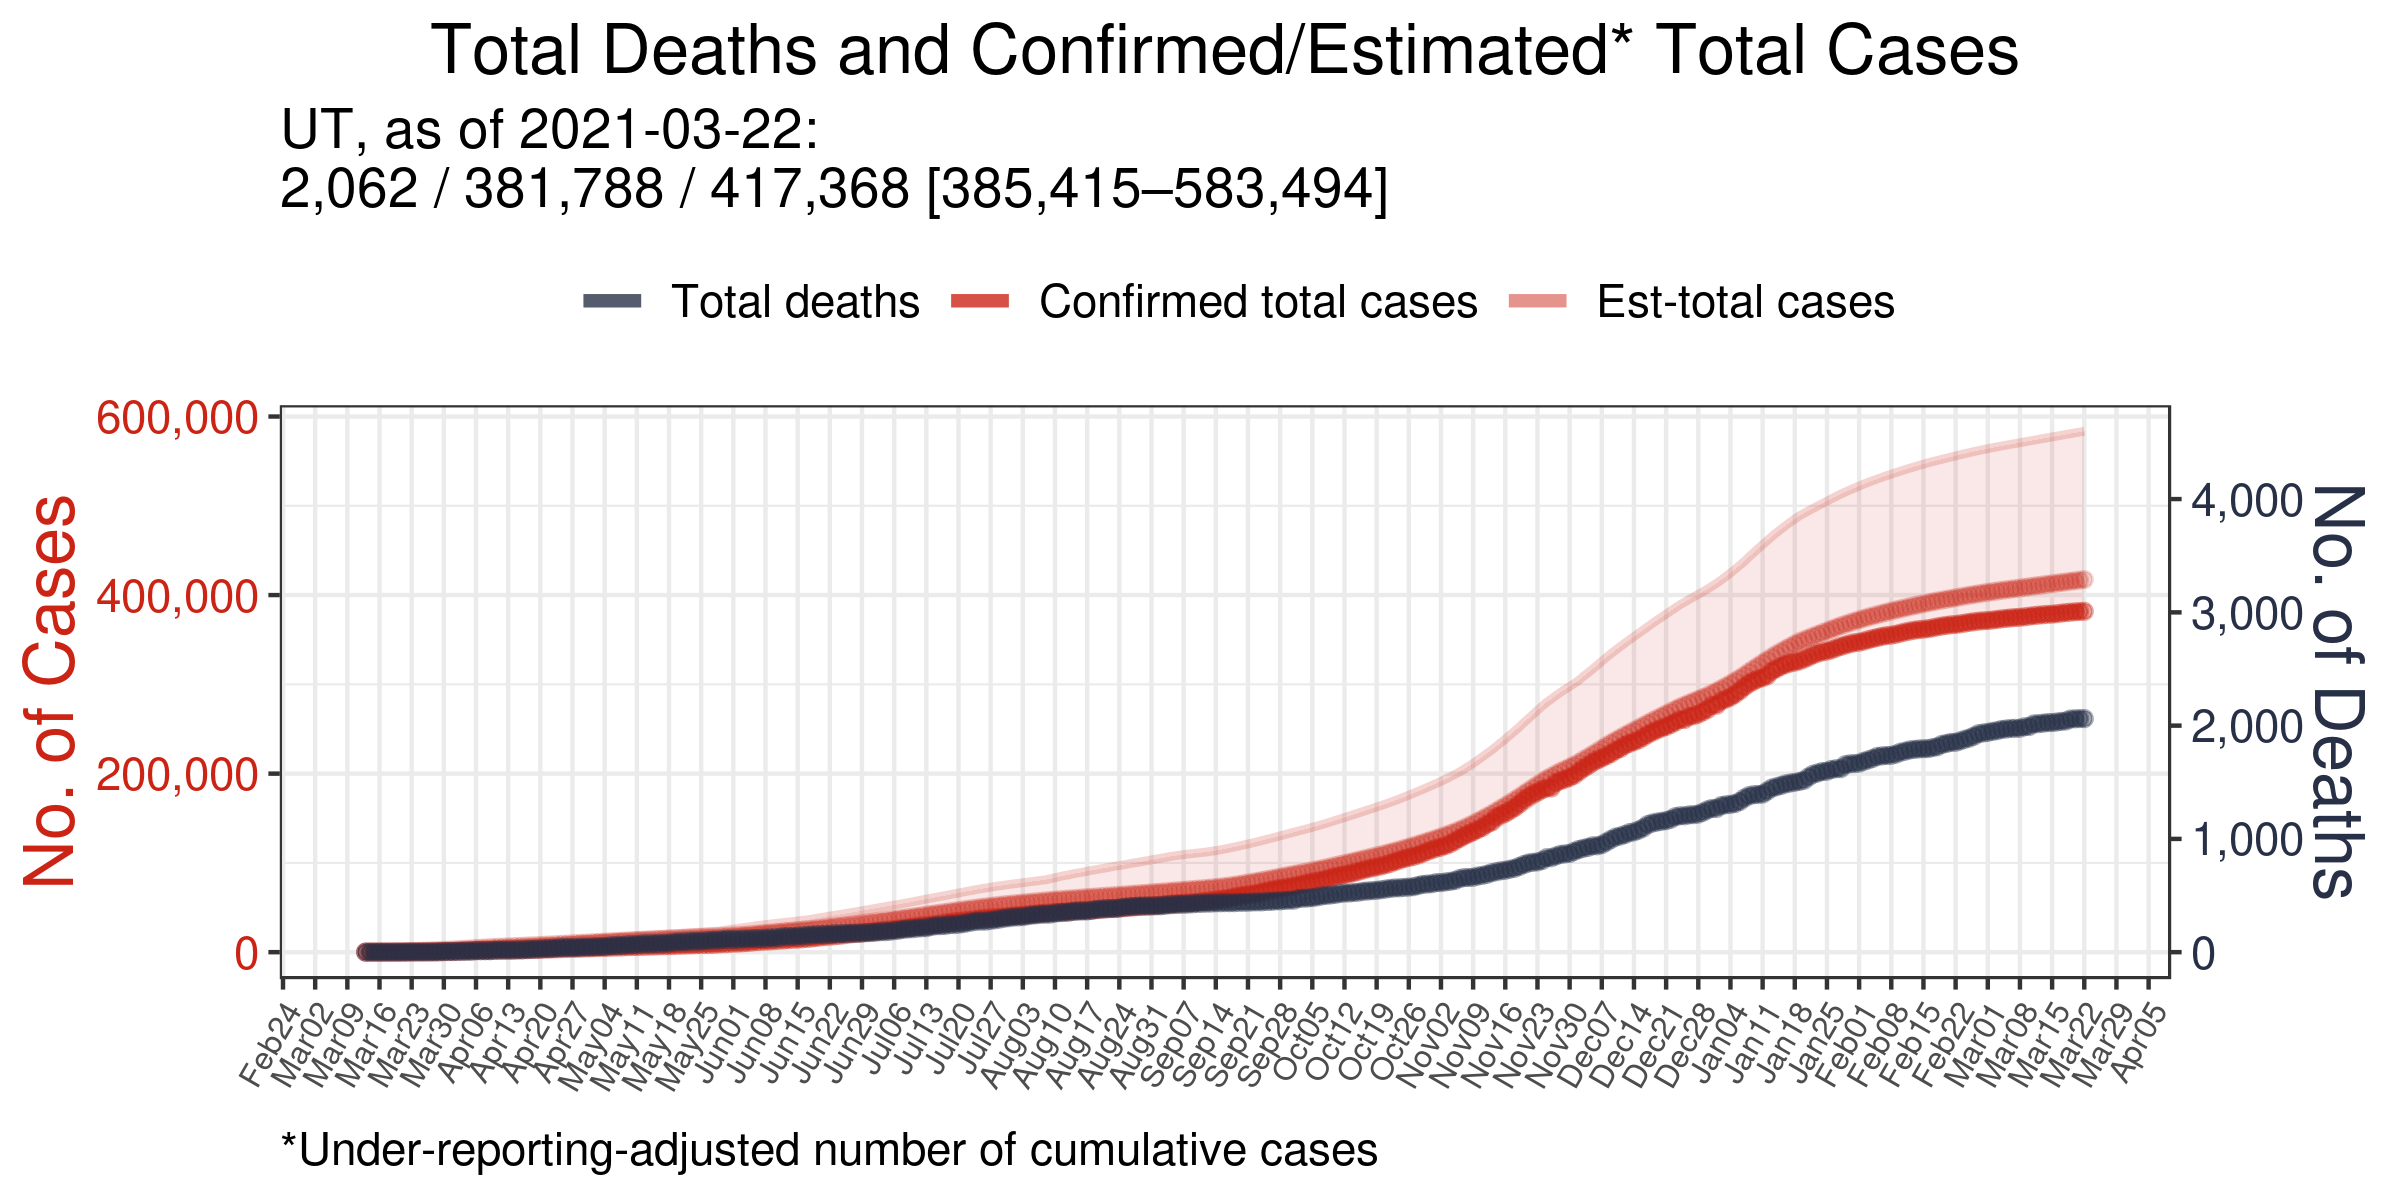 Total Deaths and Confirmed/Estimated* Total Cases
UT, as of 2021-03-22:
2,062 / 381,788 / 417,368 [385,415–583,494]
Total deaths
Confirmed total cases
Est-total cases
No. of Cases
600,000
400,000
200,000
0
4,000
3,000
2,000
1,000
0
No. of Deaths
Feb24
Mar02
Mar09
Mar16
Mar23
Mar30
Apr06
Apr13
Apr20
Apr27
May04
May11
May18
May25
Jun01
Jun08
Jun15
Jun22
Jun29
Jul06
Jul13
Jul20
Jul27
Aug03
Aug10
Aug17
Aug24
Aug31
Sep07
Sep14
Sep21
Sep28
Oct05
Oct12
Oct19
Oct26
Nov02
Nov09
Nov16
Nov23
Nov30
Dec07
Dec14
Dec21
Dec28
Jan04
Jan11
Jan18
Jan25
Feb01
Feb08
Feb15
Feb22
Mar01
Mar08
Mar15
Mar22
Mar29
Apr05
*Under-reporting-adjusted number of cumulative cases